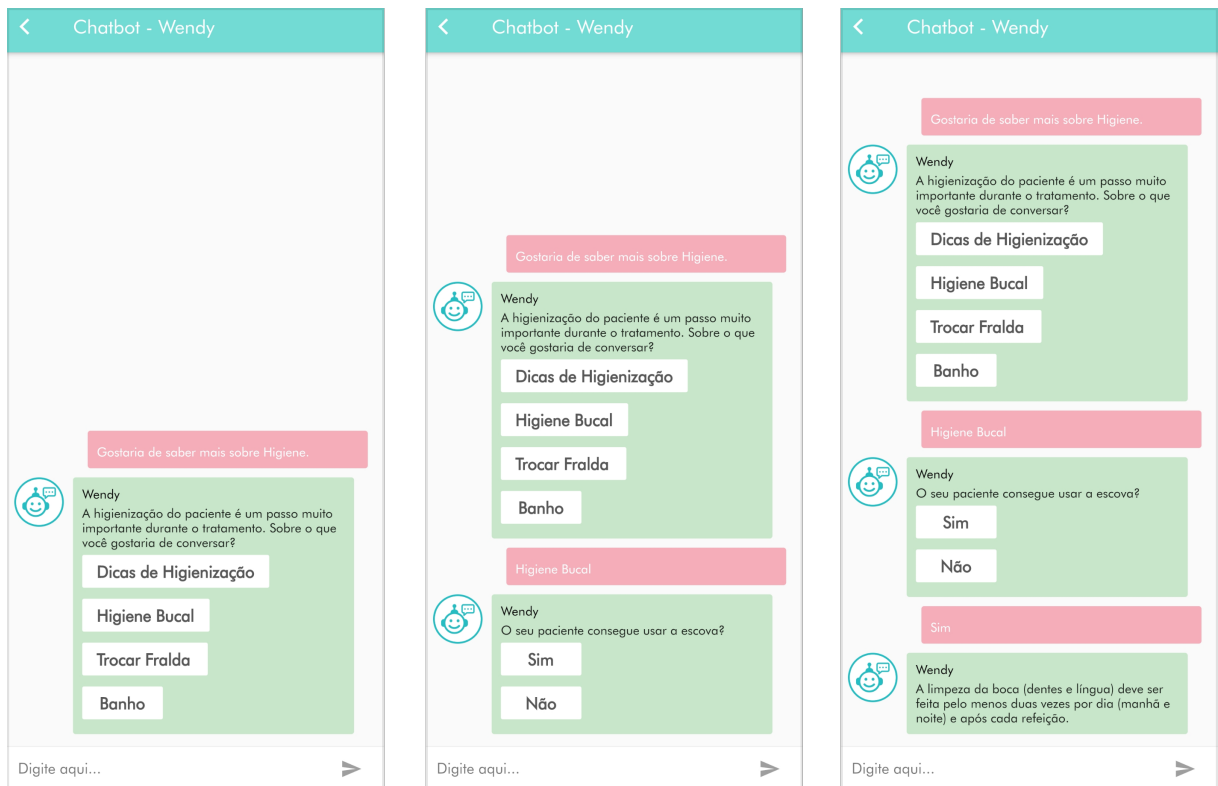 Chatbot - Wendy
Gostaria de saber mais sobre Higiene.
Wendy
A higienização do paciente é um passo muito
importante durante o tratamento. Sobre o que
você gostaria de conversar?
Dicas de Higienização
Higiene Bucal
Trocar Fralda
Banho
Digite aqui...
Chatbot - Wendy
Gostaria de saber mais sobre Higiene.
Wendy
A higienização do paciente é um passo muito
importante durante o tratamento. Sobre o que
você gostaria de conversar?
Dicas de Higienização
Higiene Bucal
Trocar Fralda
Banho
Higiene Bucal
Wendy
O seu paciente consegue usar a escova?
Sim
Não
Digite aqui...
Chatbot - Wendy
Gostaria de saber mais sobre Higiene.
Wendy
A higienização do paciente é um passo muito
importante durante o tratamento. Sobre o que
você gostaria de conversar?
Dicas de Higienização
Higiene Bucal
Trocar Fralda
Banho
Higiene Bucal
Wendy
O seu paciente consegue usar a escova?
Sim
Não
Sim
Wendy
A limpeza da boca (dentes e língua) deve ser
feita pelo menos duas vezes por dia (manhã e
noite) e após cada refeição.
Digite aqui...